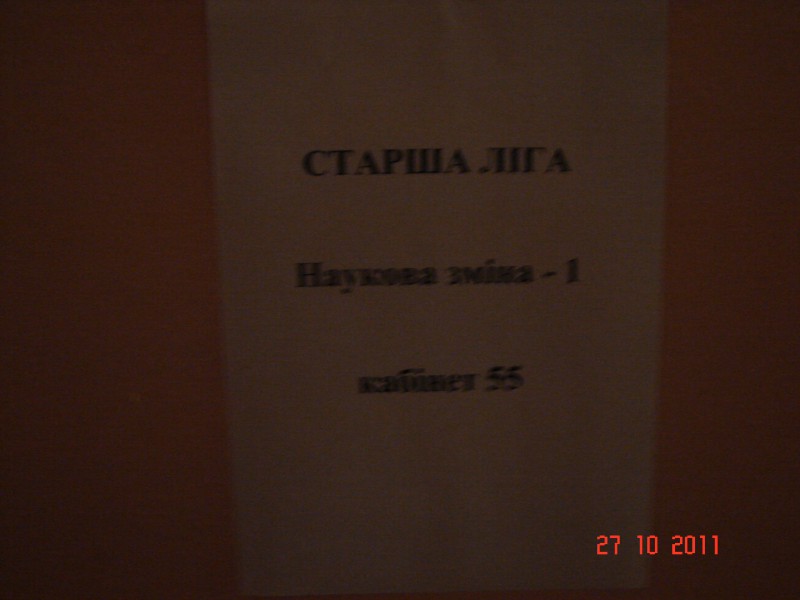 СТАРША ЛІГА
Наукова зміна - 1
кабінет 55
27 10 2011